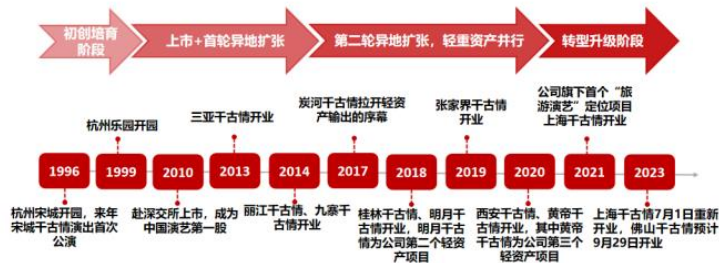 初创培育
阶段
上市+首轮异地扩张
第二轮异地扩张，轻重资产并行
转型升级阶段
杭州乐园开园
三亚千古情开业
炭河千古情拉开轻资
产输出的序幕
张家界千古情
开业
公司旗下首个“旅
游演艺”定位项目
上海千古情开业
1996
1999
2010
2013
2014
2017
2018
2019
2020
2021
2023
杭州宋城开园，来年
宋城千古情演出首次
公演
赴深交所上市，成为
中国演艺第一股
丽江千古情、九寨千
古情开业
桂林千古情、明月千
古情开业，明月千古
情为公司第二个轻资
产项目
西安千古情、黄帝千
古情开业，其中黄帝
千古情为公司第三个
轻资产项目
上海千古情7月1日重新
开业，佛山千古情预计
9月29日开业